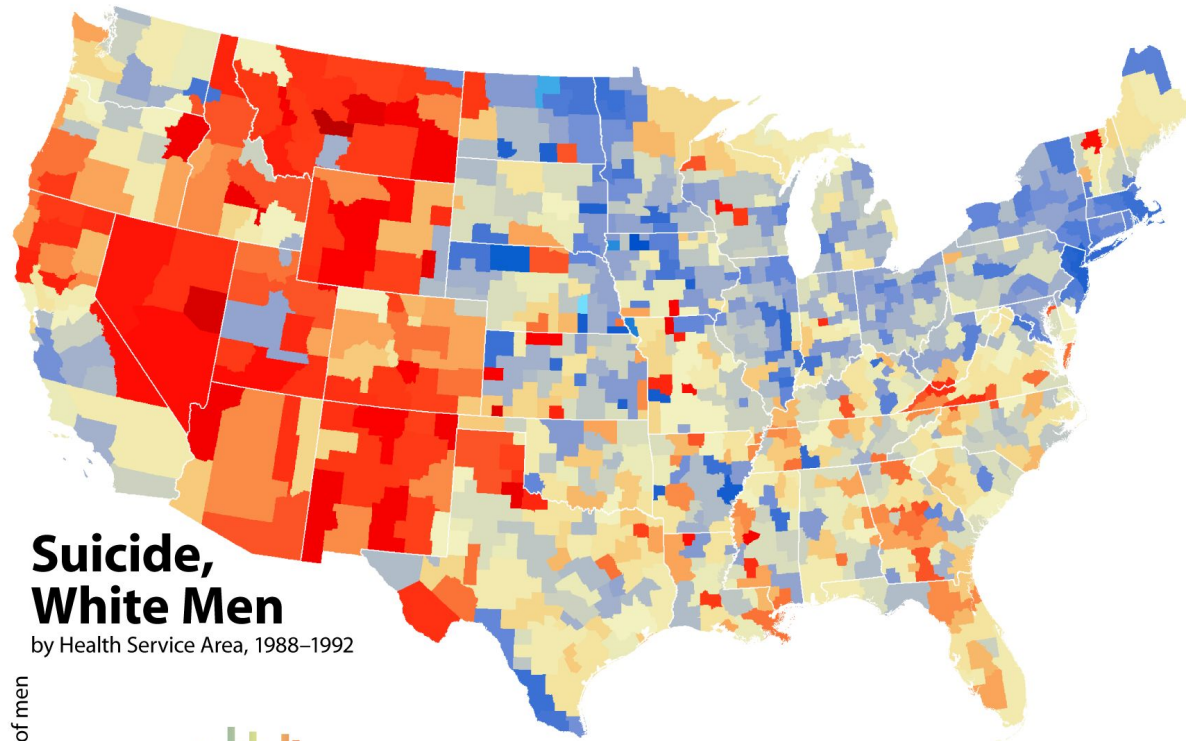 Suicide,
White Men
by Health Service Area, 1988–1992
of men